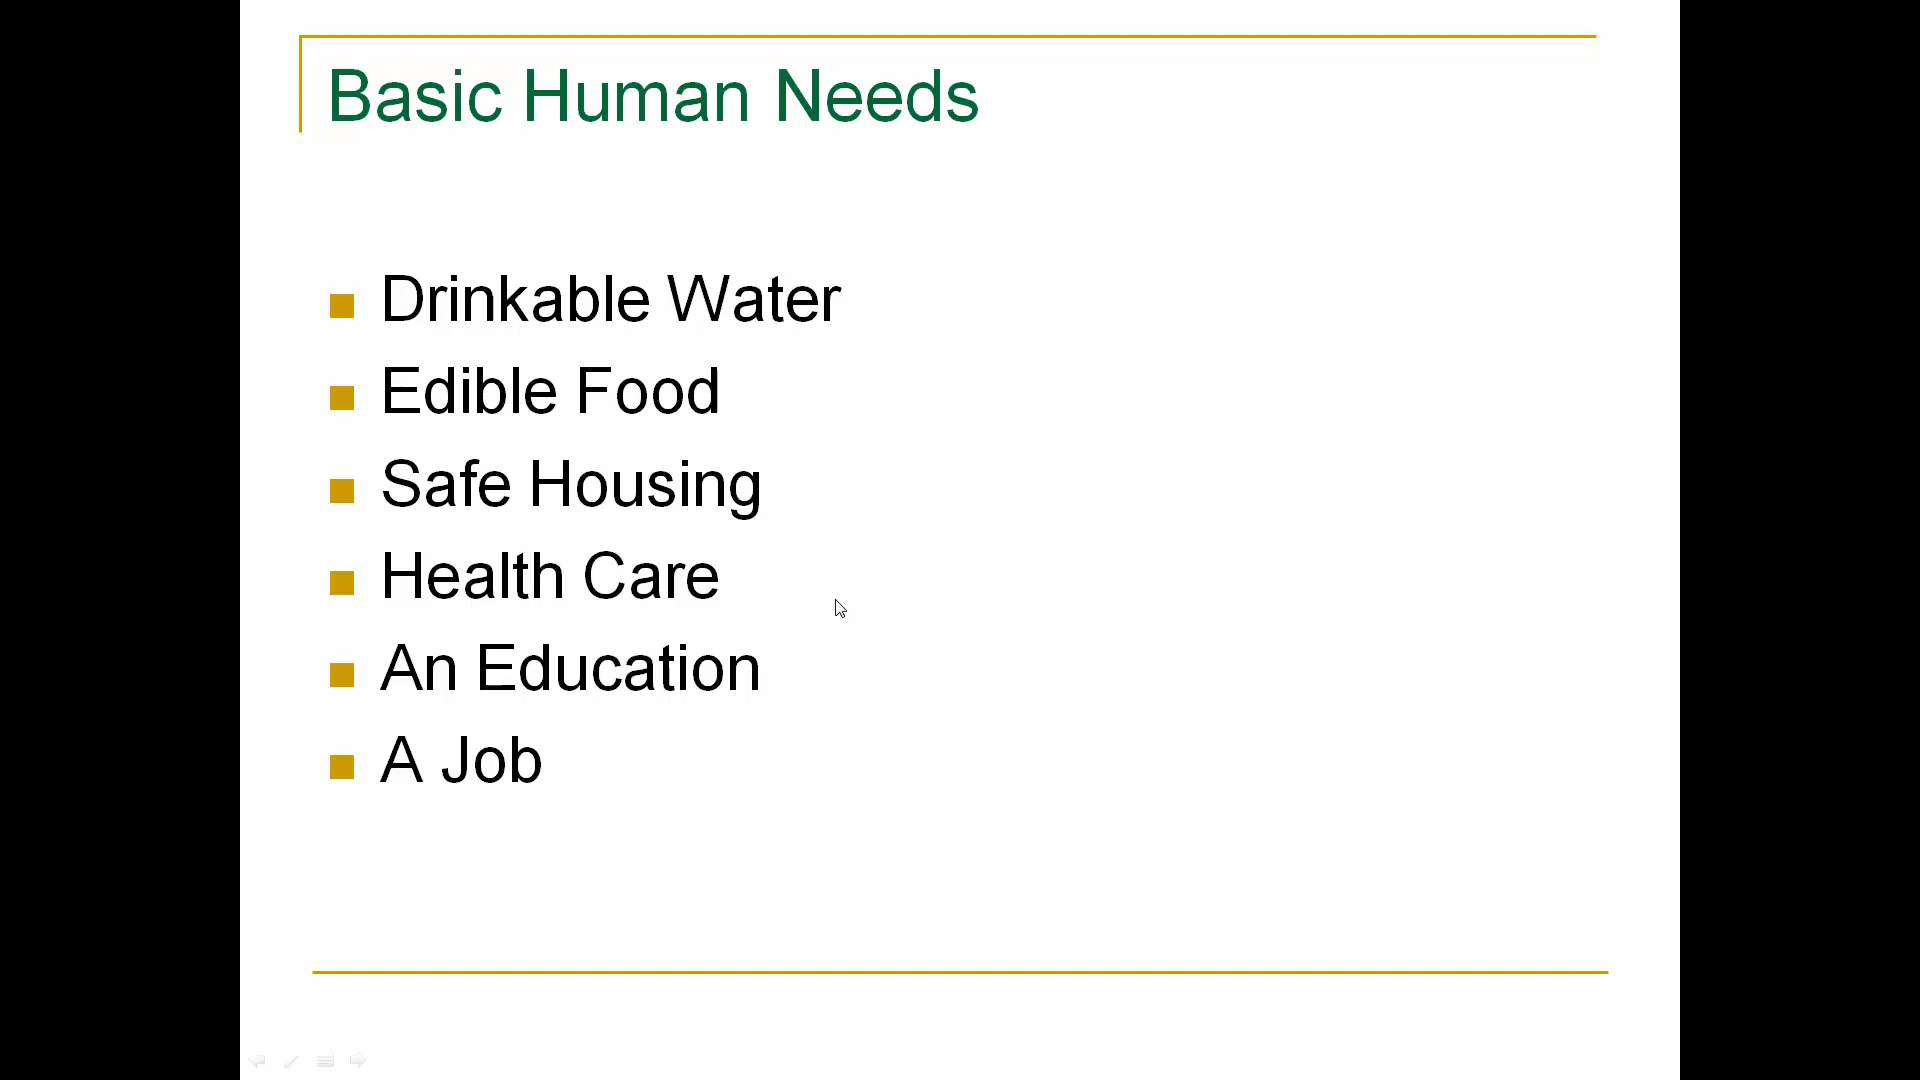 Basic Human Needs
Drinkable Water
Edible Food
Safe Housing
Health Care
An Education
A Job